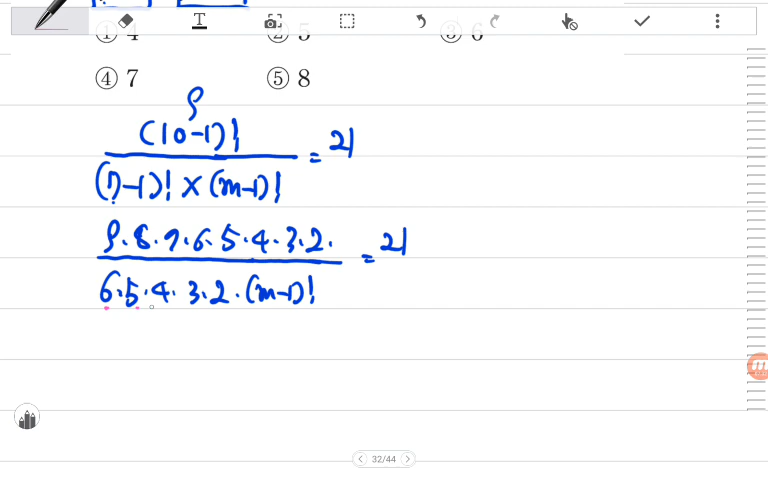 ① 4 ② 5 ③ 6
④ 7 ⑤ 8
9
(10-1)!
(7-1)! × (m-1)! = 21
9·8·7·6·5·4·3·2·
6·5·4·3·2·(m-1)! = 21
32/44